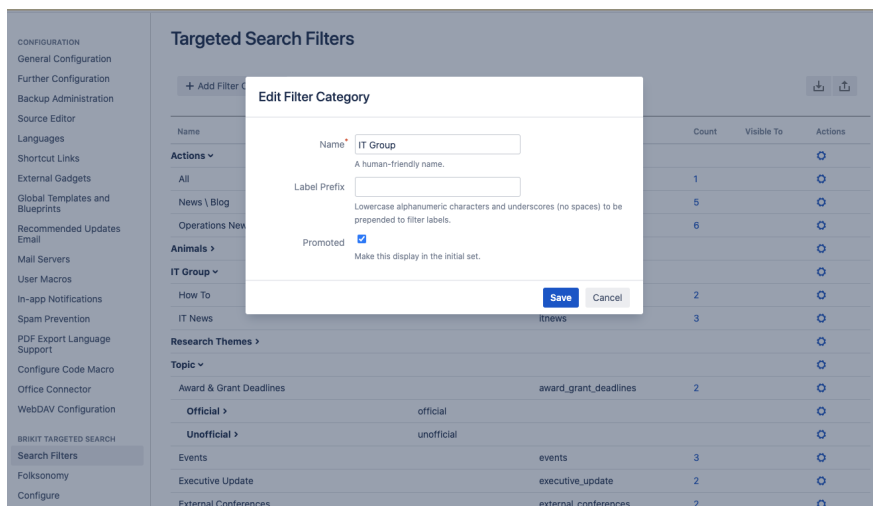 CONFIGURATION
General Configuration
Further Configuration
Backup Administration
Source Editor
Languages
Shortcut Links
External Gadgets
Global Templates and
Blueprints
Recommended Updates
Email
Mail Servers
User Macros
In-app Notifications
Spam Prevention
PDF Export Language
Support
Configure Code Macro
Office Connector
WebDAV Configuration
BRIKIT TARGETED SEARCH
Search Filters
Folksonomy
Configure
Targeted Search Filters
+ Add Filter C
Edit Filter Category
Name*
IT Group
A human-friendly name.
Label Prefix
Lowercase alphanumeric characters and underscores (no spaces) to be
prepended to filter labels.
Promoted
Make this display in the initial set.
Save Cancel
Name Count Visible To Actions
Actions
All 1
News \ Blog 5
Operations New 6
Animals >
IT Group
How To 2
IT News itnews 3
Research Themes >
Topic
Award & Grant Deadlines award_grant_deadlines 2
Official > official
Unofficial > unofficial
Events events 3
Executive Update executive_update 2
External Conferences external_conferences 2